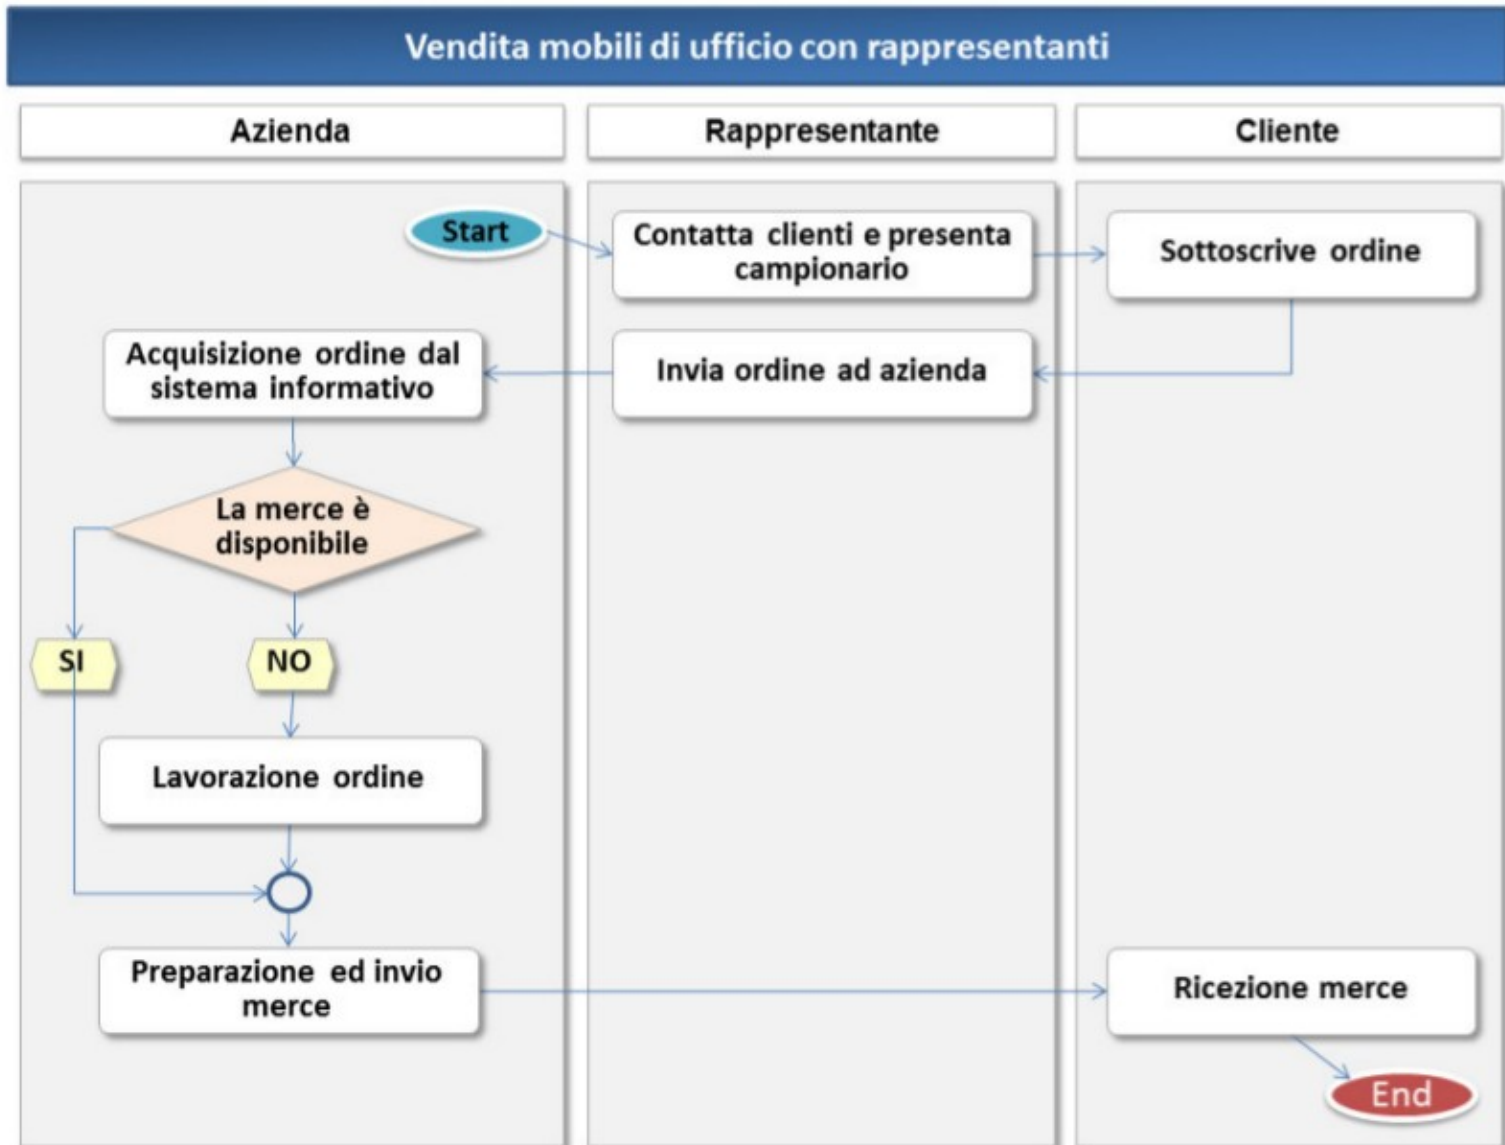 Vendita mobili di ufficio con rappresentanti
Azienda
Rappresentante
Cliente
Start
Contatta clienti e presenta
campionario
Sottoscrive ordine
Acquisizione ordine dal
sistema informativo
Invia ordine ad azienda
La merce è
disponibile
SI
NO
Lavorazione ordine
Preparazione ed invio
merce
Ricezione merce
End